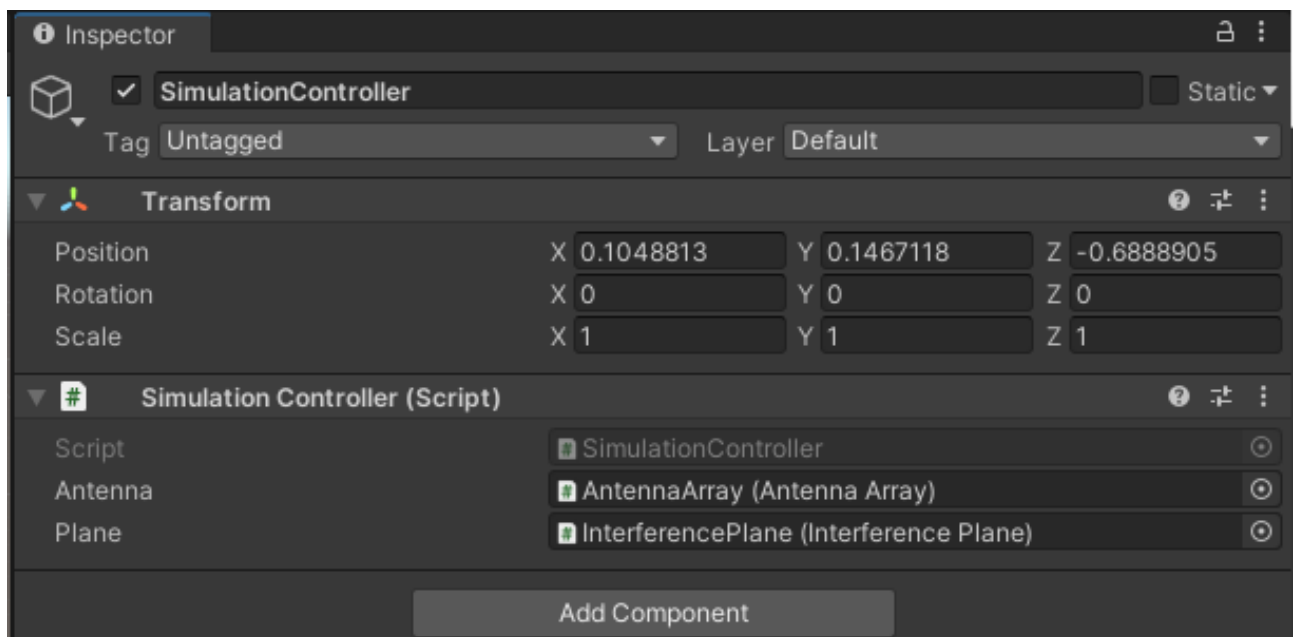 Inspector
SimulationController Static
Tag Untagged Layer Default
Transform
Position X 0.1048813 Y 0.1467118 Z -0.6888905
Rotation X 0 Y 0 Z 0
Scale X 1 Y 1 Z 1
# Simulation Controller (Script)
Script # SimulationController
Antenna # AntennaArray (Antenna Array)
Plane # InterferencePlane (Interference Plane)
Add Component